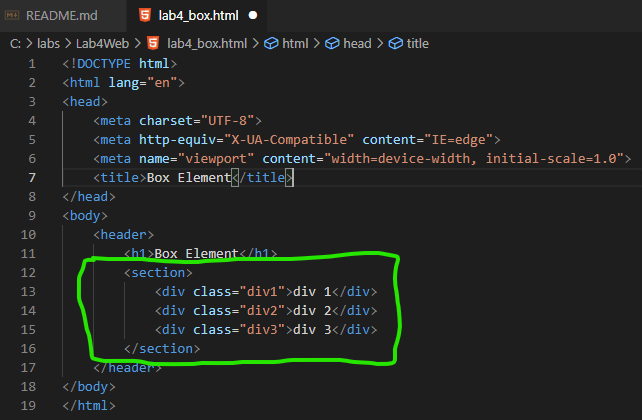 README.md lab4_box.html
C: > labs > Lab4Web > lab4_box.html > html > head > title
1 <!DOCTYPE html>
2 <html lang="en">
3 <head>
4 <meta charset="UTF-8">
5 <meta http-equiv="X-UA-Compatible" content="IE=edge">
6 <meta name="viewport" content="width=device-width, initial-scale=1.0">
7 <title>Box Element</title>
8 </head>
9 <body>
10 <header>
11 <h1>Box Element</h1>
12 <section>
13 <div class="div1">div 1</div>
14 <div class="div2">div 2</div>
15 <div class="div3">div 3</div>
16 </section>
17 </header>
18 </body>
19 </html>